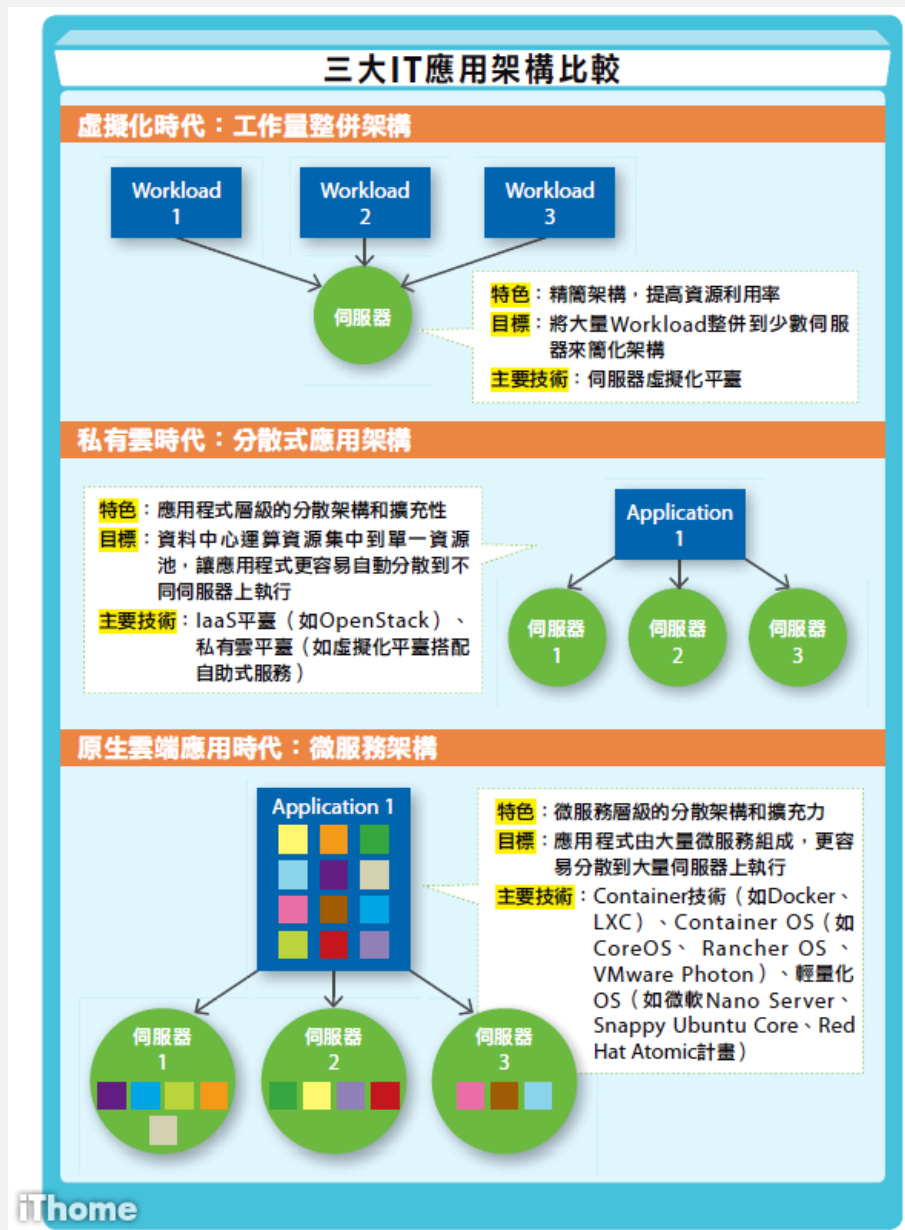 三大IT應用架構比較
虛擬化時代：工作量整併架構
Workload
1
Workload
2
Workload
3
伺服器
特色：精簡架構，提高資源利用率
目標：將大量Workload整併到少數伺服
器來簡化架構
主要技術：伺服器虛擬化平臺
私有雲時代：分散式應用架構
特色：應用程式層級的分散架構和擴充性
目標：資料中心運算資源集中到單一資源
池，讓應用程式更容易自動分散到不
同伺服器上執行
主要技術：IaaS平臺（如OpenStack）、
私有雲平臺（如虛擬化平臺搭配
自助式服務）
Application
1
伺服器
1
伺服器
2
伺服器
3
原生雲端應用時代：微服務架構
Application 1
特色：微服務層級的分散架構和擴充力
目標：應用程式由大量微服務組成，更容
易分散到大量伺服器上執行
主要技術：Container技術（如Docker、
LXC）、Container OS（如
CoreOS、 Rancher OS 、
VMware Photon）、輕量化
OS（如微軟Nano Server、
Snappy Ubuntu Core、Red
Hat Atomic計畫）
伺服器
1
伺服器
2
伺服器
3
iThome